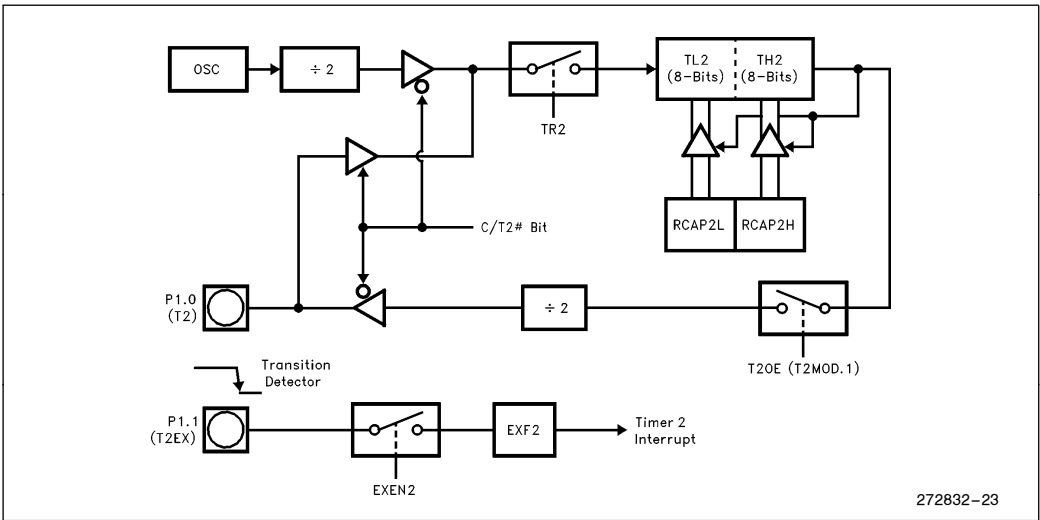 OSC
÷ 2
TL2
(8-Bits)
TH2
(8-Bits)
TR2
RCAP2L
RCAP2H
C/T2# Bit
P1.0
(T2)
÷ 2
T2OE (T2MOD.1)
Transition
Detector
P1.1
(T2EX)
EXF2
Timer 2
Interrupt
EXEN2
272832-23